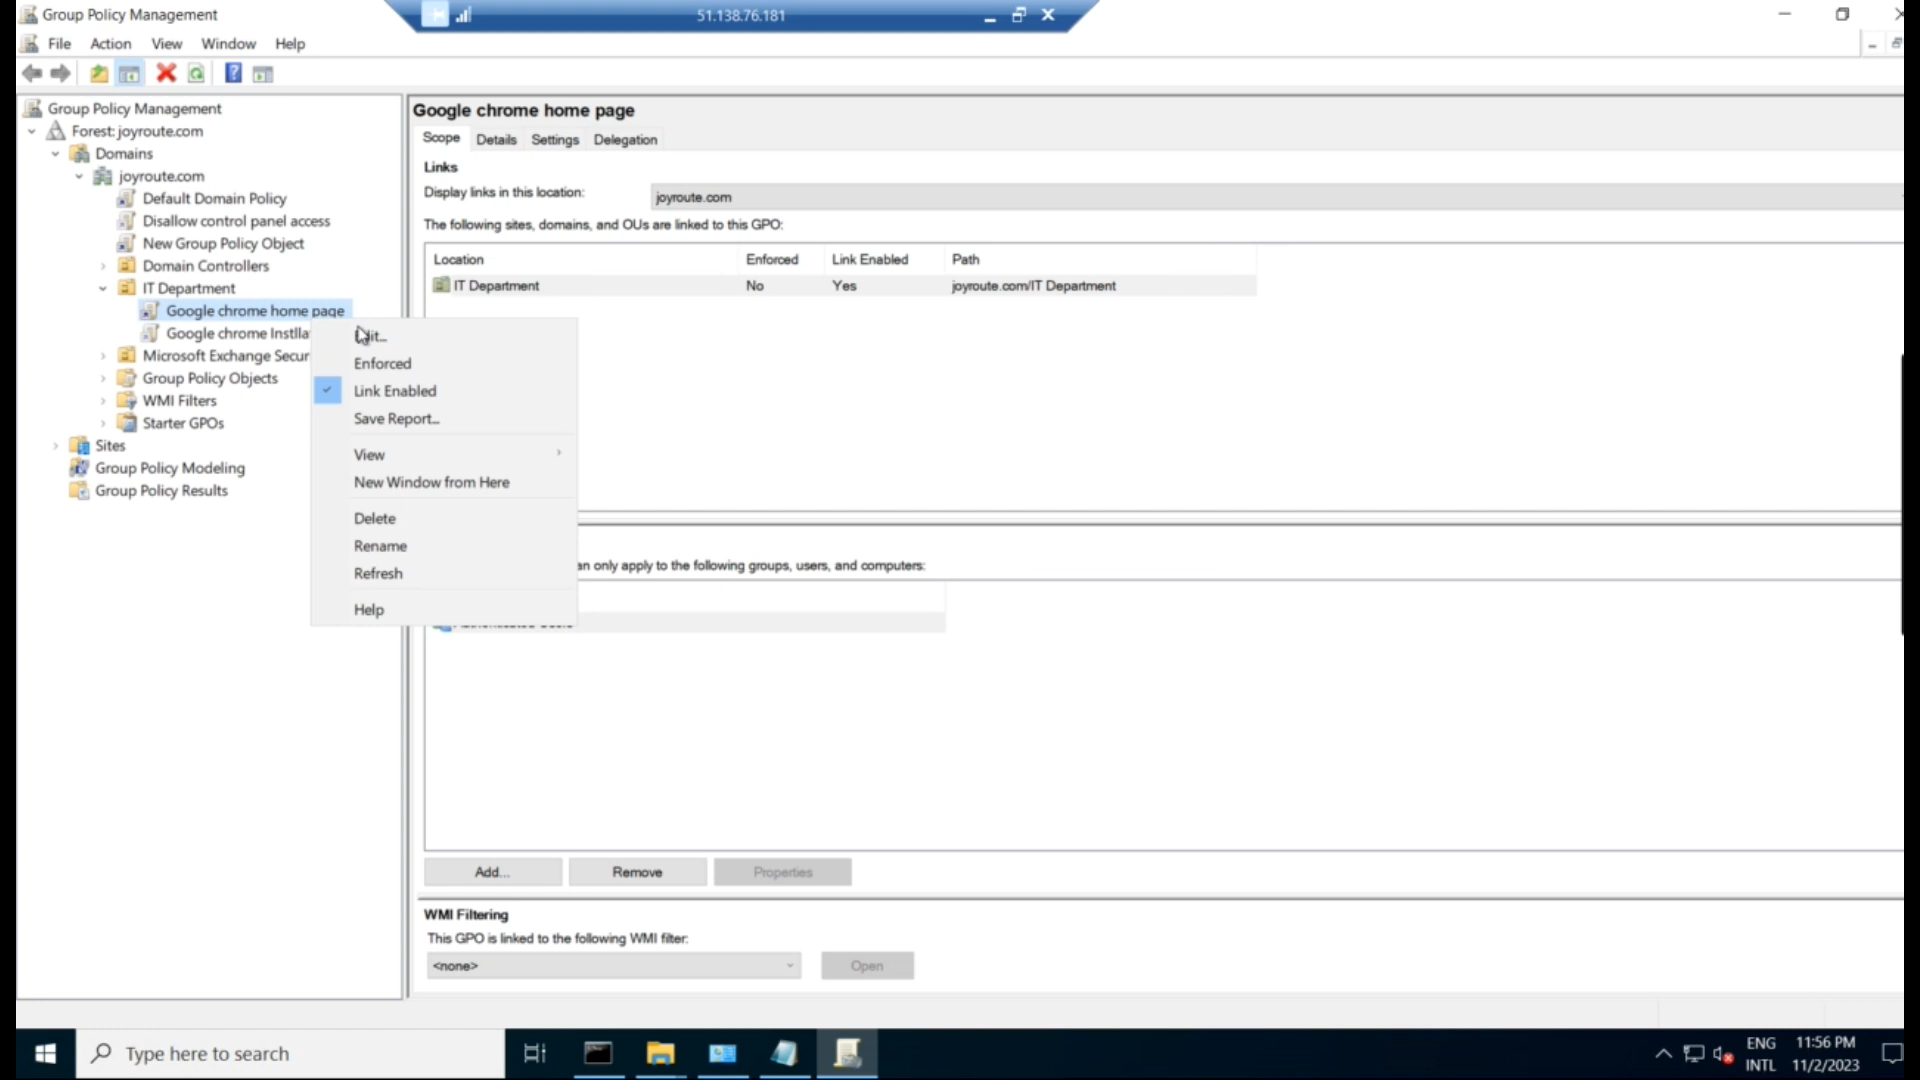 Group Policy Management
51.138.76.181
File Action View Window Help
Group Policy Management
Forest: joyroute.com
Domains
joyroute.com
Default Domain Policy
Disallow control panel access
New Group Policy Object
Domain Controllers
IT Department
Google chrome home page
Google chrome Instlla
Microsoft Exchange Secur
Group Policy Objects
WMI Filters
Starter GPOs
Sites
Group Policy Modeling
Group Policy Results
Edit...
Enforced
Link Enabled
Save Report...
View
New Window from Here
Delete
Rename
Refresh
Help
Google chrome home page
Scope Details Settings Delegation
Links
Display links in this location: joyroute.com
The following sites, domains, and OUs are linked to this GPO:
Location Enforced Link Enabled Path
IT Department No Yes joyroute.com/IT Department
an only apply to the following groups, users, and computers:
Add... Remove Properties
WMI Filtering
This GPO is linked to the following WMI filter:
<none> Open
Type here to search
ENG 11:56 PM
INTL 11/2/2023